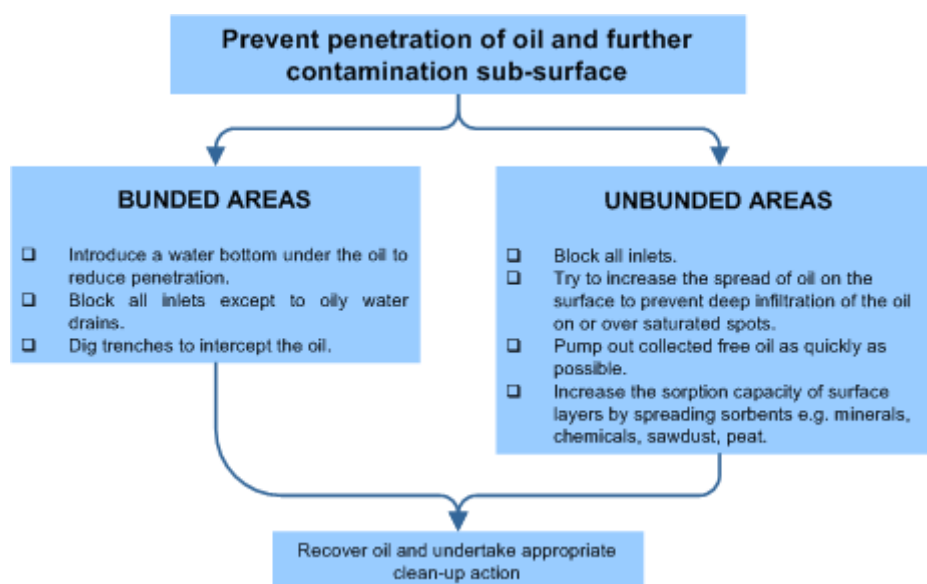 Prevent penetration of oil and further
contamination sub-surface
BUNDED AREAS
❑ Introduce a water bottom under the oil to
reduce penetration.
❑ Block all inlets except to oily water
drains.
❑ Dig trenches to intercept the oil.
UNBUNDED AREAS
❑ Block all inlets.
❑ Try to increase the spread of oil on the
surface to prevent deep infiltration of the oil
on or over saturated spots.
❑ Pump out collected free oil as quickly as
possible.
❑ Increase the sorption capacity of surface
layers by spreading sorbents e.g. minerals,
chemicals, sawdust, peat.
Recover oil and undertake appropriate
clean-up action